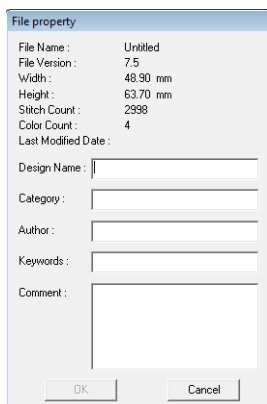 File property
File Name : Untitled
File Version : 7.5
Width : 48.90 mm
Height : 63.70 mm
Stitch Count : 2998
Color Count : 4
Last Modified Date :
Design Name :
Category :
Author :
Keywords :
Comment :
OK Cancel